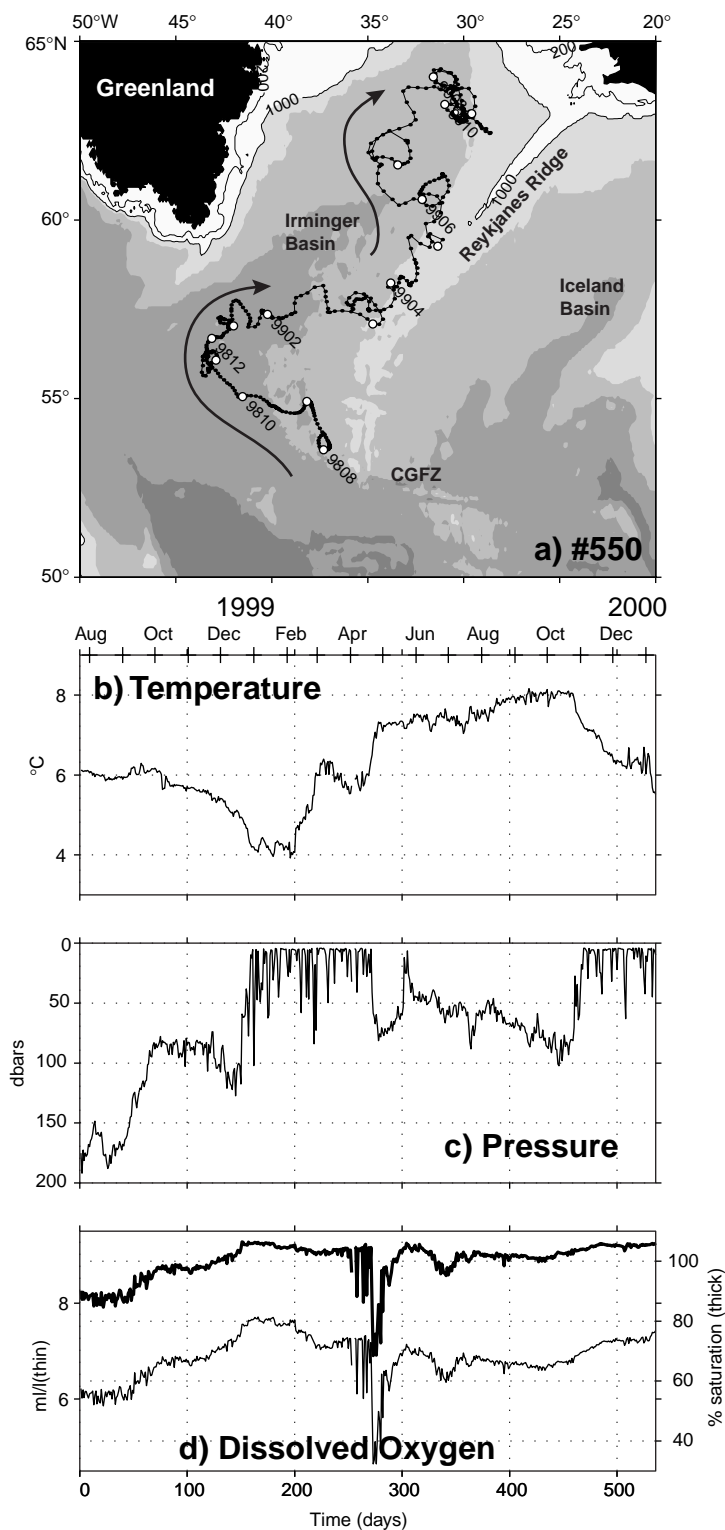 50°W 45° 40° 35° 30° 25° 20°
65°N
200
200
Greenland
1000
9910
1000
60°
9906
Reykjanes Ridge
Irminger
Basin
Iceland
Basin
9904
9902
9812
55°
9810
9808
CGFZ
a) #550
50°
1999 2000
Aug Oct Dec Feb Apr Jun Aug Oct Dec
b) Temperature
8
°C
6
4
0
50
dbars
100
150
c) Pressure
200
100
8
80
ml/l(thin)
% saturation (thick)
6
60
40
d) Dissolved Oxygen
0 100 200 300 400 500
Time (days)